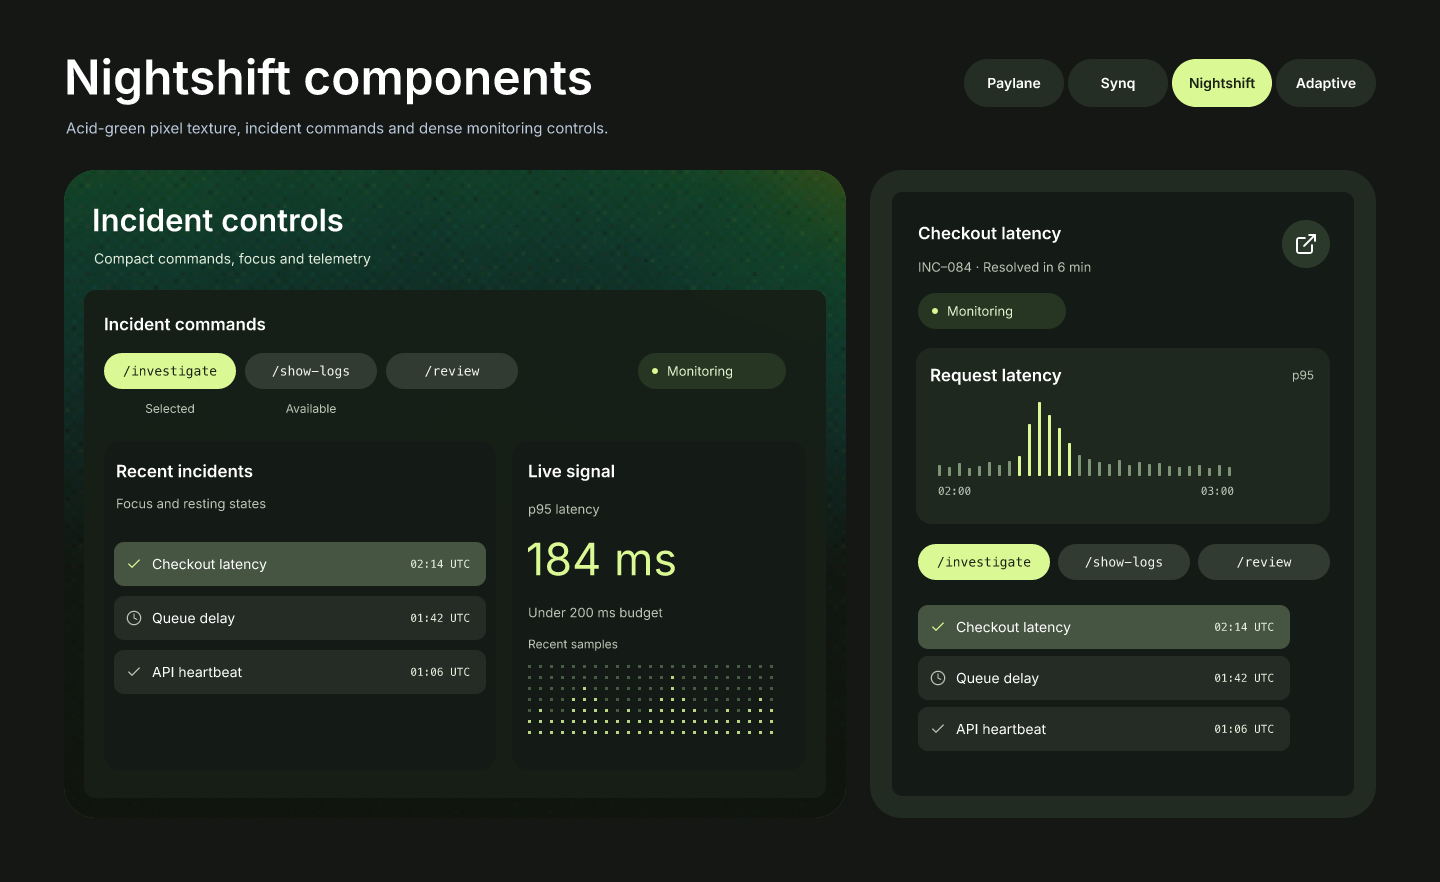 Nightshift components
Acid-green pixel texture, incident commands and dense monitoring controls.
Paylane
Synq
Nightshift
Adaptive
Incident controls
Compact commands, focus and telemetry
Incident commands
/investigate
/show-logs
/review
Monitoring
Selected
Available
Recent incidents
Focus and resting states
Checkout latency 02:14 UTC
Queue delay 01:42 UTC
API heartbeat 01:06 UTC
Live signal
p95 latency
184 ms
Under 200 ms budget
Recent samples
Checkout latency
INC–084 · Resolved in 6 min
Monitoring
Request latency p95
02:00 03:00
/investigate
/show-logs
/review
Checkout latency 02:14 UTC
Queue delay 01:42 UTC
API heartbeat 01:06 UTC